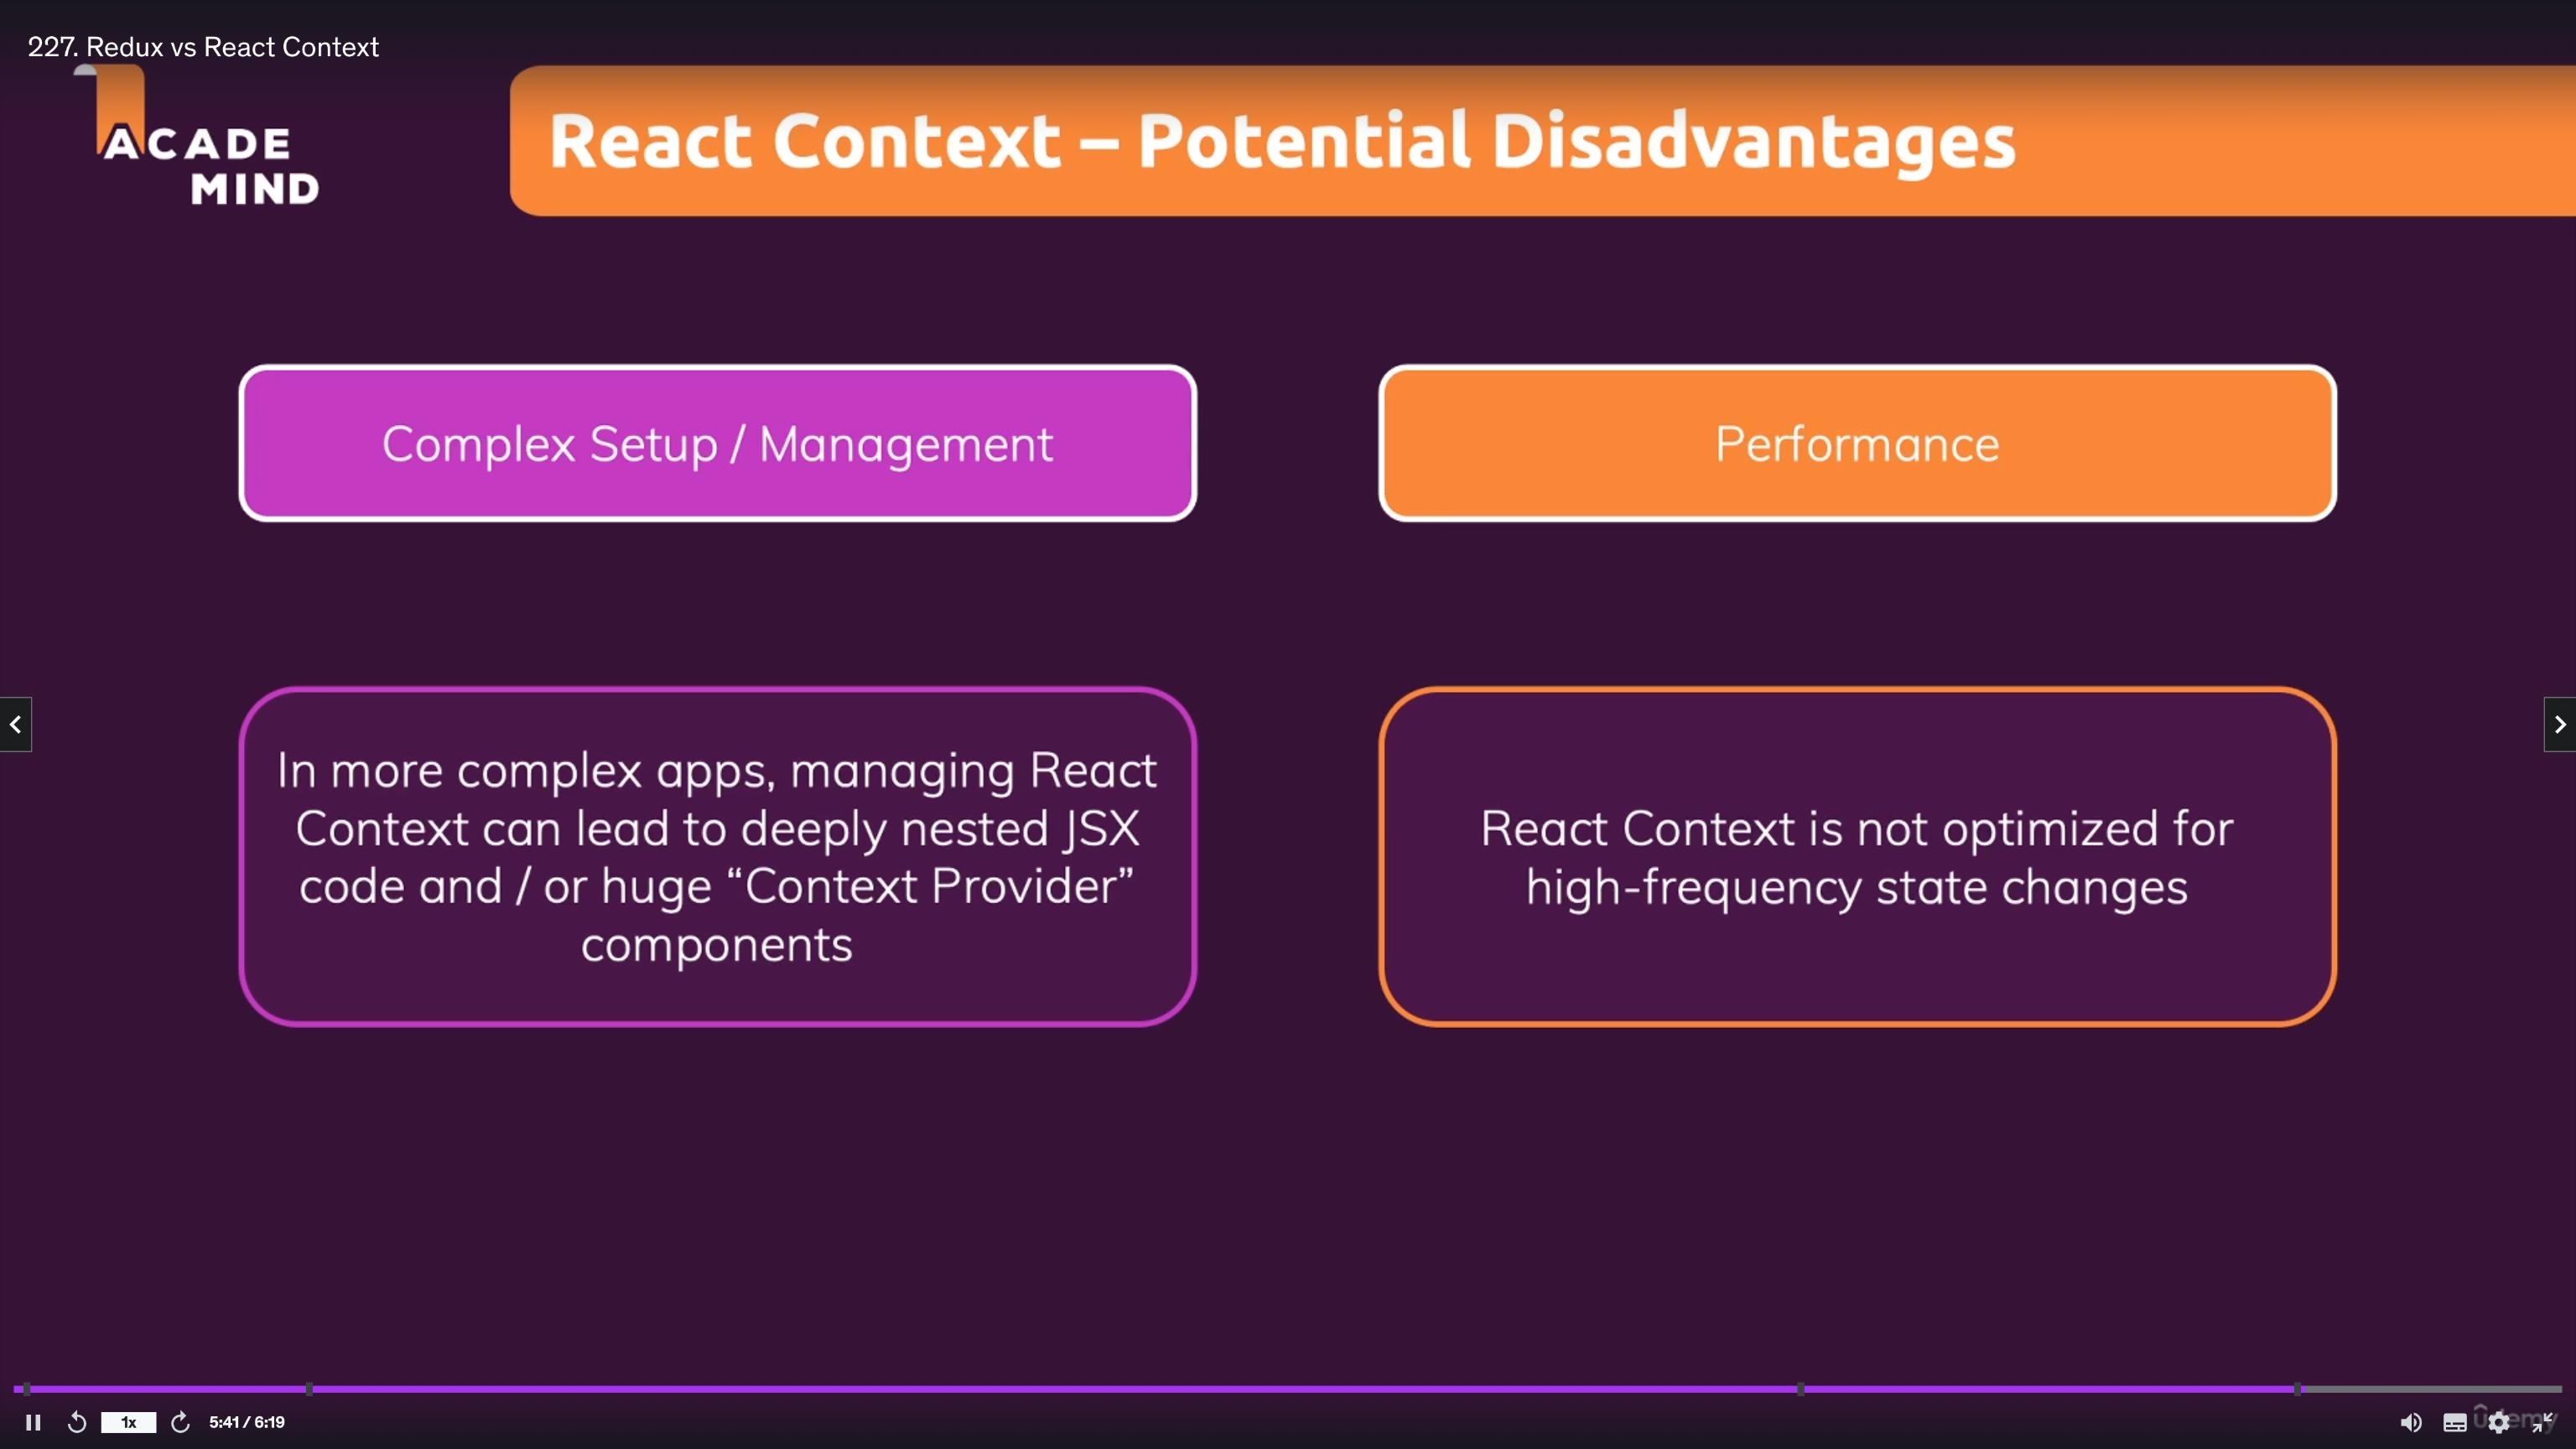 227. Redux vs React Context
ACADE
MIND
React Context – Potential Disadvantages
Complex Setup / Management
Performance
In more complex apps, managing React
Context can lead to deeply nested JSX
code and / or huge “Context Provider”
components
React Context is not optimized for
high-frequency state changes
1x
5:41 / 6:19
udemy